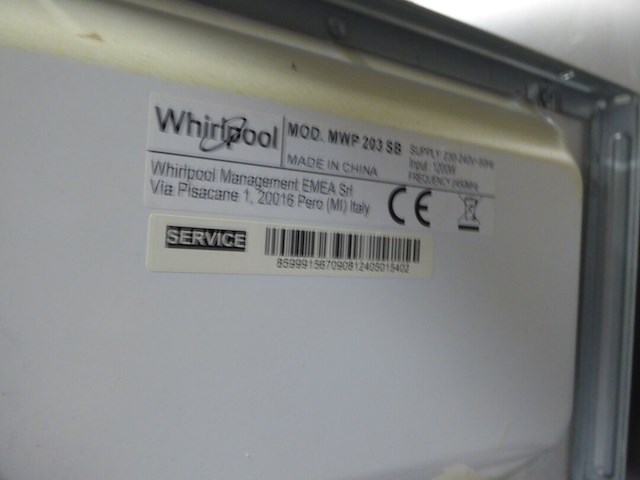 Whirlpool
MOD. MWP 203 SB
MADE IN CHINA
SUPPLY: 230-240V~50Hz
Input: 1200W
FREQUENCY 2450MHz
Whirlpool Management EMEA Srl
Via Pisacane 1, 20016 Pero (MI) Italy
CE
SERVICE